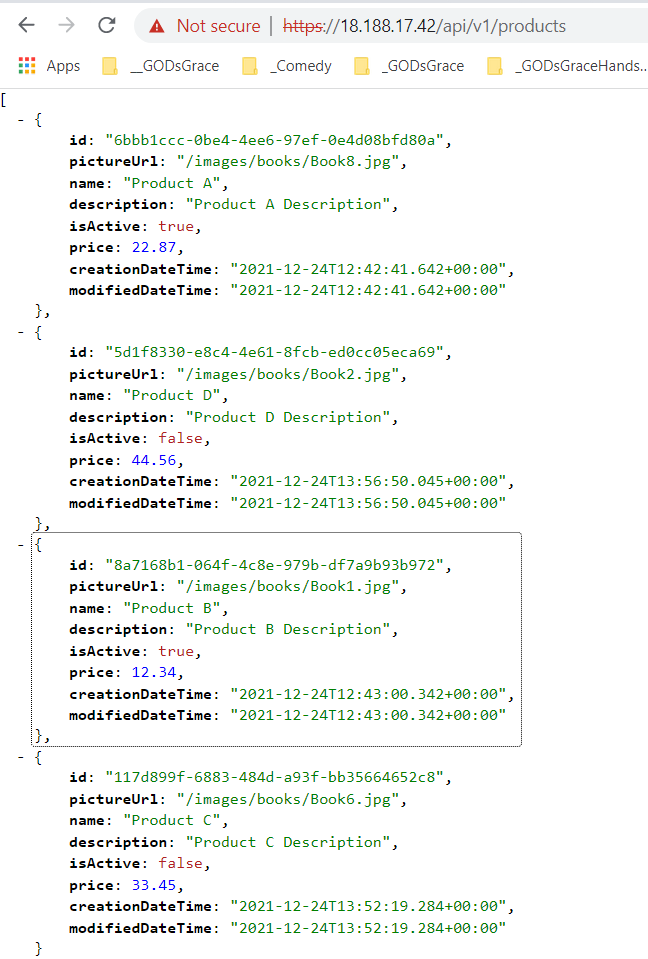 Not secure | https://18.188.17.42/api/v1/products
Apps __GODsGrace _Comedy _GODsGrace _GODsGraceHands...
[
- {
id: "6bbb1ccc-0be4-4ee6-97ef-0e4d08bfd80a",
pictureUrl: "/images/books/Book8.jpg",
name: "Product A",
description: "Product A Description",
isActive: true,
price: 22.87,
creationDateTime: "2021-12-24T12:42:41.642+00:00",
modifiedDateTime: "2021-12-24T12:42:41.642+00:00"
},
- {
id: "5d1f8330-e8c4-4e61-8fcb-ed0cc05eca69",
pictureUrl: "/images/books/Book2.jpg",
name: "Product D",
description: "Product D Description",
isActive: false,
price: 44.56,
creationDateTime: "2021-12-24T13:56:50.045+00:00",
modifiedDateTime: "2021-12-24T13:56:50.045+00:00"
},
- {
id: "8a7168b1-064f-4c8e-979b-df7a9b93b972",
pictureUrl: "/images/books/Book1.jpg",
name: "Product B",
description: "Product B Description",
isActive: true,
price: 12.34,
creationDateTime: "2021-12-24T12:43:00.342+00:00",
modifiedDateTime: "2021-12-24T12:43:00.342+00:00"
},
- {
id: "117d899f-6883-484d-a93f-bb35664652c8",
pictureUrl: "/images/books/Book6.jpg",
name: "Product C",
description: "Product C Description",
isActive: false,
price: 33.45,
creationDateTime: "2021-12-24T13:52:19.284+00:00",
modifiedDateTime: "2021-12-24T13:52:19.284+00:00"
}